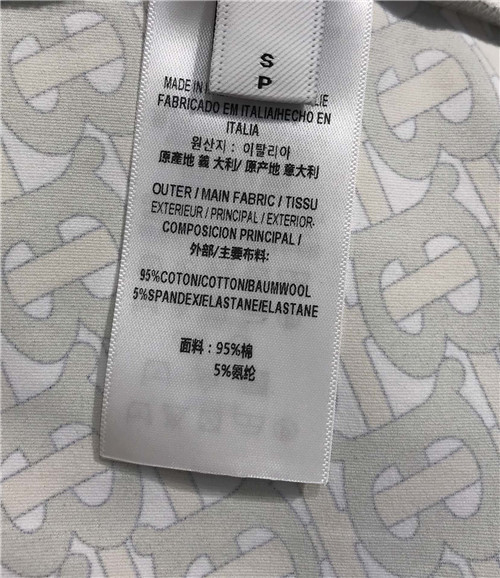 S
P
MADE IN
LIE
FABRICADO EM ITALIA/HECHO EN
ITALIA
원산지 : 이탈리아
原產地 義 大利/ 原产地 意大利
OUTER / MAIN FABRIC / TISSU
EXTERIEUR / PRINCIPAL / EXTERIOR-
COMPOSICION PRINCIPAL /
外部/主要布料:
95%COTON/COTTON/BAUMWOOL
5%SPANDEX/ELASTANE/ELASTANE
面料 : 95%棉
5%氨纶